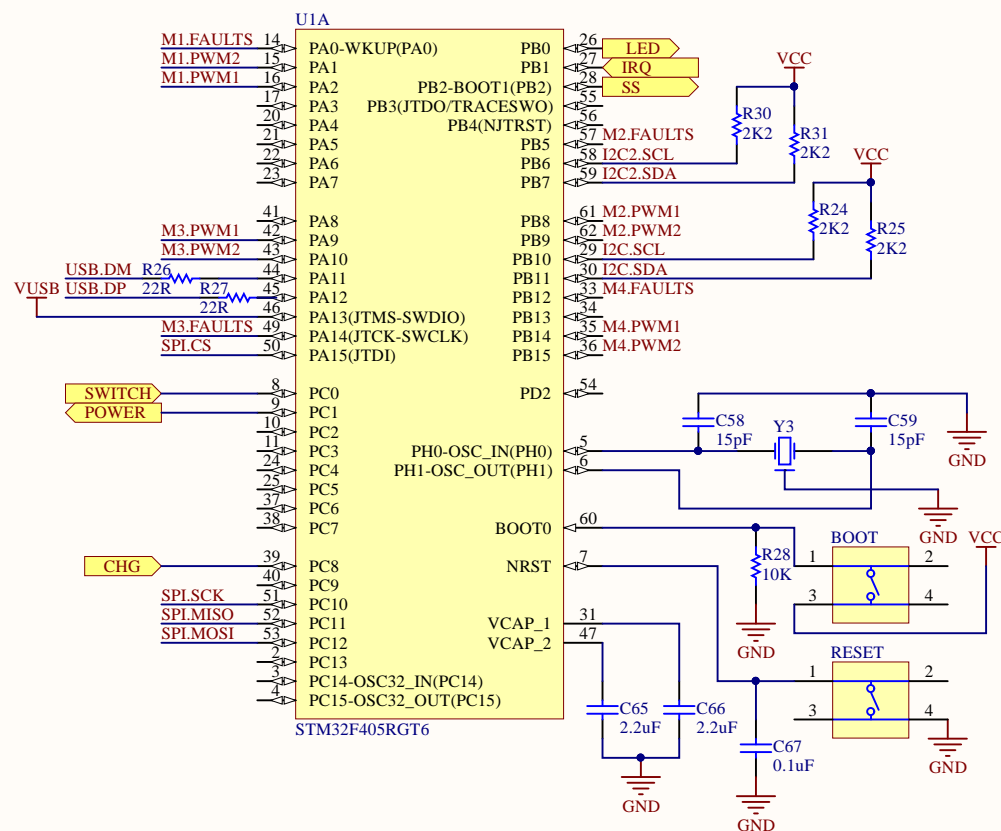 U1A
M1.FAULTS 14 PA0-WKUP(PA0)
M1.PWM2 15 PA1
M1.PWM1 16 PA2
17 PA3
20 PA4
21 PA5
22 PA6
23 PA7
41 PA8
M3.PWM1 42 PA9
M3.PWM2 43 PA10
USB.DM R26 22R 44 PA11
VUSB USB.DP R27 22R 45 PA12
46 PA13(JTMS-SWDIO)
M3.FAULTS 49 PA14(JTCK-SWCLK)
SPI.CS 50 PA15(JTDI)
SWITCH 8 PC0
POWER 9 PC1
10 PC2
11 PC3
24 PC4
25 PC5
37 PC6
38 PC7
CHG 39 PC8
40 PC9
SPI.SCK 51 PC10
SPI.MISO 52 PC11
SPI.MOSI 53 PC12
2 PC13
3 PC14-OSC32_IN(PC14)
4 PC15-OSC32_OUT(PC15)
STM32F405RGT6
PB0 26 LED
PB1 27 IRQ
PB2-BOOT1(PB2) 28 SS
PB3(JTDO/TRACESWO) 55
PB4(NJTRST) 56
PB5 57 M2.FAULTS
PB6 58 I2C2.SCL
PB7 59 I2C2.SDA
PB8 61 M2.PWM1
PB9 62 M2.PWM2
PB10 29 I2C.SCL
PB11 30 I2C.SDA
PB12 33 M4.FAULTS
PB13 34
PB14 35 M4.PWM1
PB15 36 M4.PWM2
PD2 54
PH0-OSC_IN(PH0) 5
PH1-OSC_OUT(PH1) 6
BOOT0 60
NRST 7
VCAP_1 31
VCAP_2 47
VCC
R30
2K2
R31
2K2
VCC
R24
2K2
R25
2K2
C58
15pF
Y3
C59
15pF
GND
GND
R28
10K
GND
BOOT
VCC
1 2
3 4
RESET
1 2
3 4
GND
C65
2.2uF
C66
2.2uF
GND
C67
0.1uF
GND